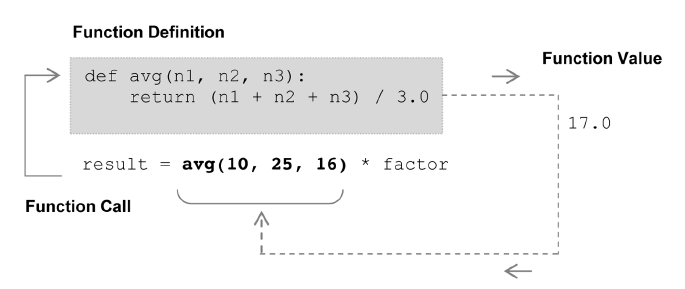 Function Definition
Function Value
def avg(n1, n2, n3):
return (n1 + n2 + n3) / 3.0
17.0
result = avg(10, 25, 16) * factor
Function Call